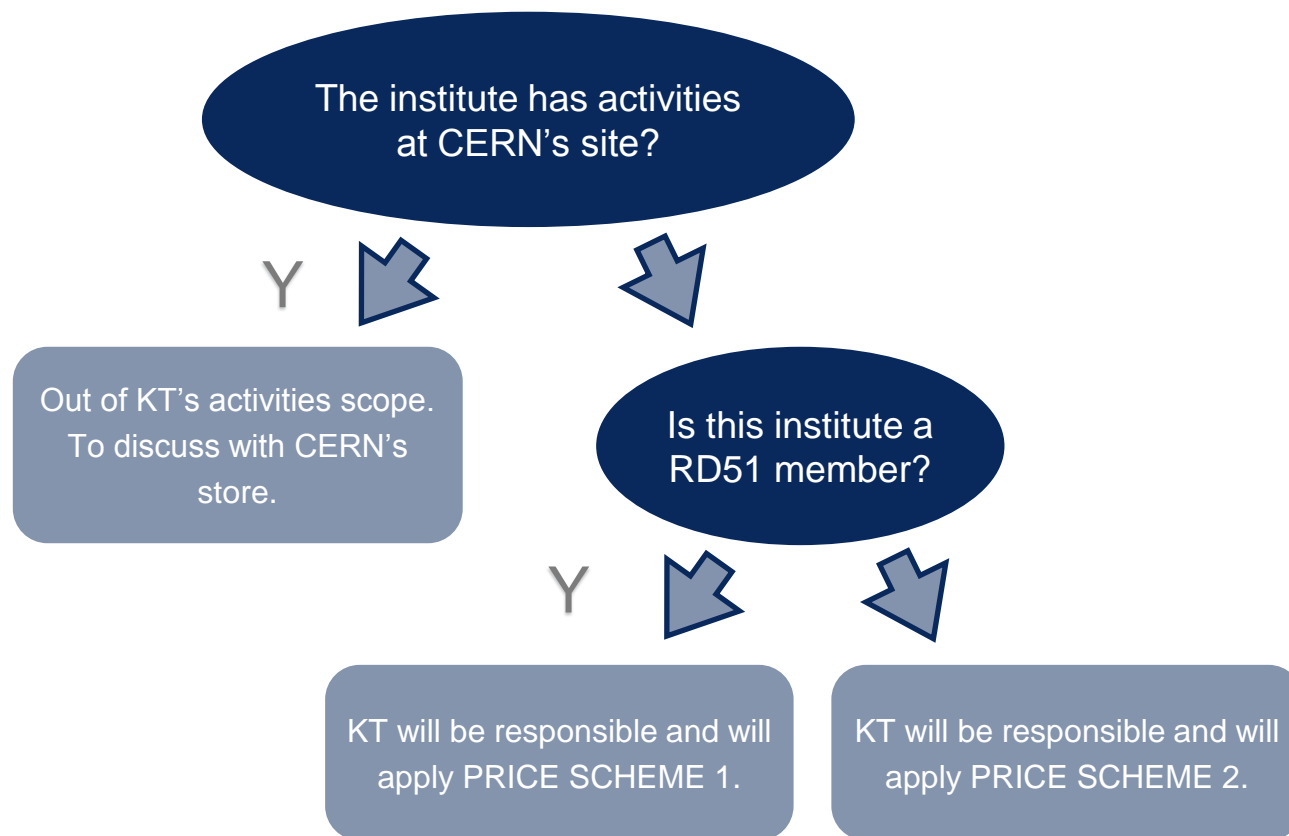 The institute has activities
at CERN’s site?
Y
Out of KT’s activities scope.
To discuss with CERN’s
store.
Is this institute a
RD51 member?
Y
KT will be responsible and will
apply PRICE SCHEME 1.
KT will be responsible and will
apply PRICE SCHEME 2.